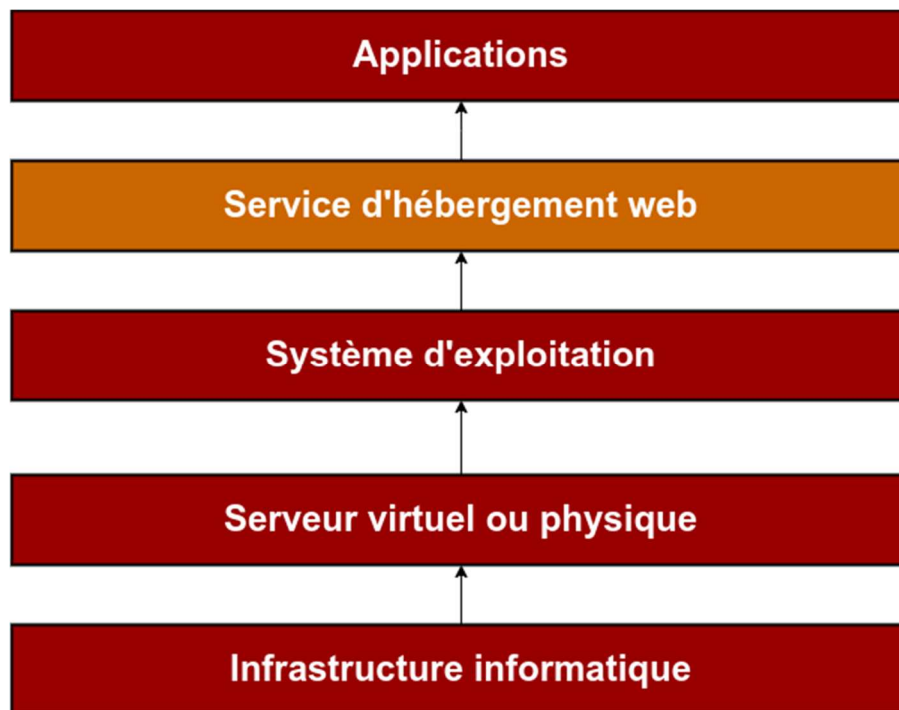 Applications
Service d'hébergement web
Système d'exploitation
Serveur virtuel ou physique
Infrastructure informatique